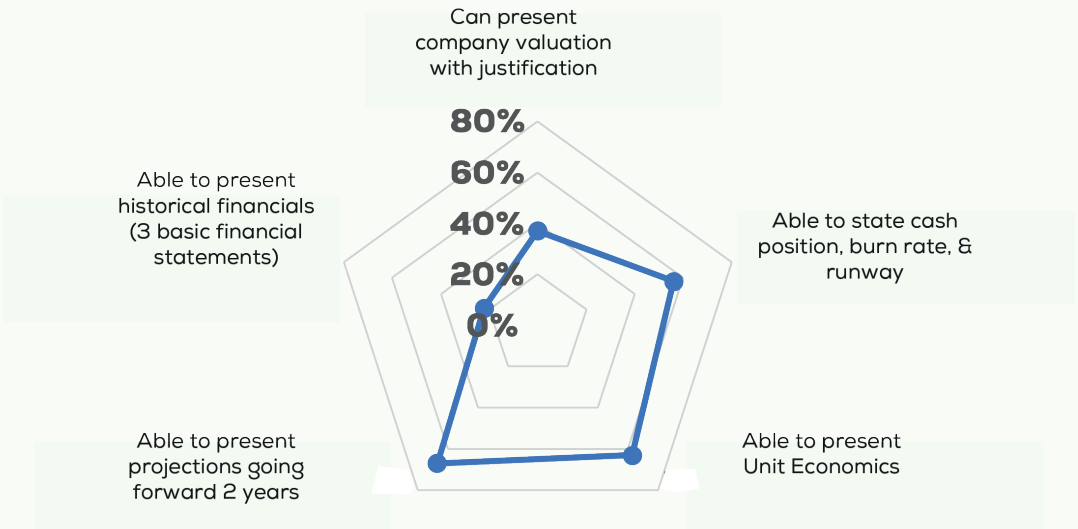 Can present
company valuation
with justification
80%
60%
40%
20%
0%
Able to present
historical financials
(3 basic financial
statements)
Able to state cash
position, burn rate, &
runway
Able to present
projections going
forward 2 years
Able to present
Unit Economics